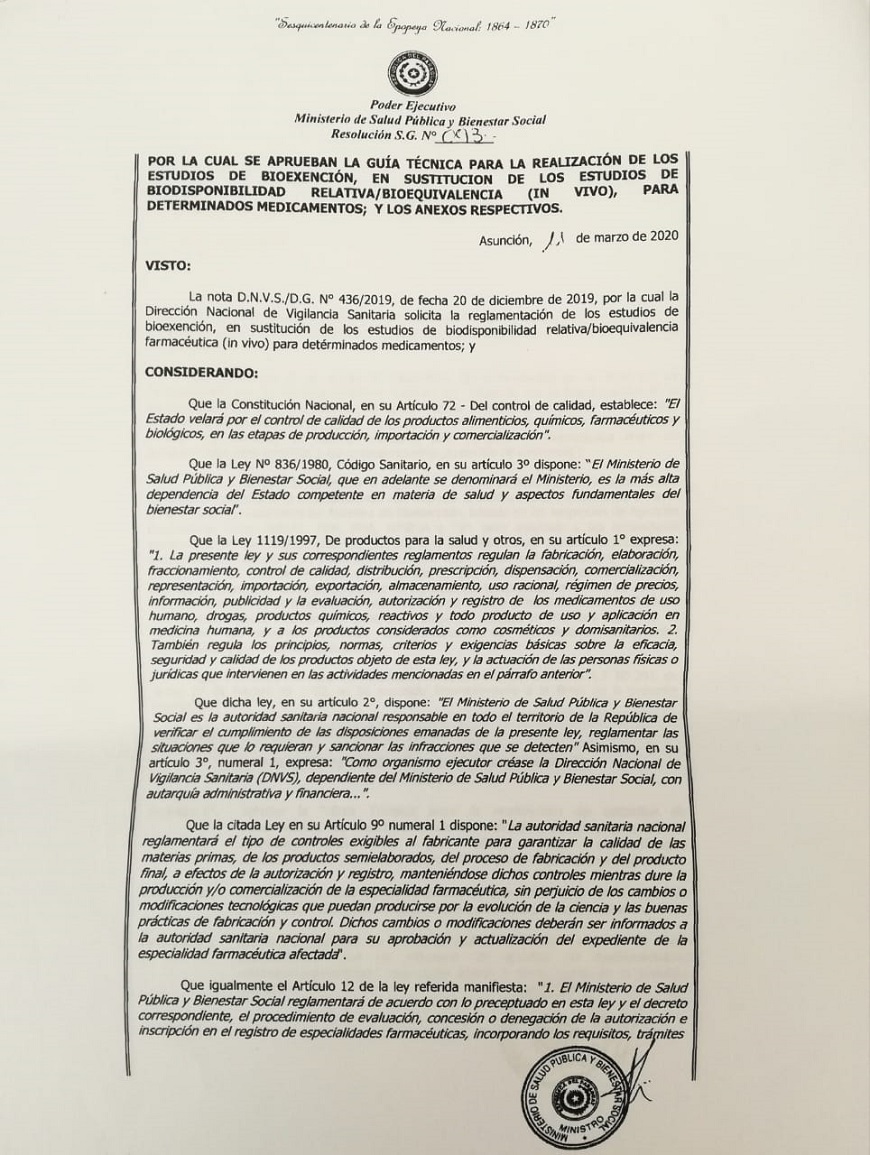 "Sesquicentenario de la Epopeya Nacional: 1864 - 1870"
Poder Ejecutivo
Ministerio de Salud Pública y Bienestar Social
Resolución S.G. Nº
POR LA CUAL SE APRUEBAN LA GUÍA TÉCNICA PARA LA REALIZACIÓN DE LOS
ESTUDIOS DE BIOEXENCIÓN, EN SUSTITUCION DE LOS ESTUDIOS DE
BIODISPONIBILIDAD RELATIVA/BIOEQUIVALENCIA (IN VIVO), PARA
DETERMINADOS MEDICAMENTOS; Y LOS ANEXOS RESPECTIVOS.
Asunción, 11 de marzo de 2020
VISTO:
La nota D.N.V.S./D.G. Nº 436/2019, de fecha 20 de diciembre de 2019, por la cual la
Dirección Nacional de Vigilancia Sanitaria solicita la reglamentación de los estudios de
bioexención, en sustitución de los estudios de biodisponibilidad relativa/bioequivalencia
farmacéutica (in vivo) para determinados medicamentos; y
CONSIDERANDO:
Que la Constitución Nacional, en su Artículo 72 - Del control de calidad, establece: "El
Estado velará por el control de calidad de los productos alimenticios, químicos, farmacéuticos y
biológicos, en las etapas de producción, importación y comercialización".
Que la Ley Nº 836/1980, Código Sanitario, en su artículo 3º dispone: "El Ministerio de
Salud Pública y Bienestar Social, que en adelante se denominará el Ministerio, es la más alta
dependencia del Estado competente en materia de salud y aspectos fundamentales del
bienestar social".
Que la Ley 1119/1997, De productos para la salud y otros, en su artículo 1º expresa:
"1. La presente ley y sus correspondientes reglamentos regulan la fabricación, elaboración,
fraccionamiento, control de calidad, distribución, prescripción, dispensación, comercialización,
representación, importación, exportación, almacenamiento, uso racional, régimen de precios,
información, publicidad y la evaluación, autorización y registro de los medicamentos de uso
humano, drogas, productos químicos, reactivos y todo producto de uso y aplicación en
medicina humana, y a los productos considerados como cosméticos y domisanitarios. 2.
También regula los principios, normas, criterios y exigencias básicas sobre la eficacia,
seguridad y calidad de los productos objeto de esta ley, y la actuación de las personas físicas o
jurídicas que intervienen en las actividades mencionadas en el párrafo anterior".
Que dicha ley, en su artículo 2º, dispone: "El Ministerio de Salud Pública y Bienestar
Social es la autoridad sanitaria nacional responsable en todo el territorio de la República de
verificar el cumplimiento de las disposiciones emanadas de la presente ley, reglamentar las
situaciones que lo requieran y sancionar las infracciones que se detecten" Asimismo, en su
artículo 3º, numeral 1, expresa: "Como organismo ejecutor créase la Dirección Nacional de
Vigilancia Sanitaria (DNVS), dependiente del Ministerio de Salud Pública y Bienestar Social, con
autarquía administrativa y financiera...".
Que la citada Ley en su Artículo 9º numeral 1 dispone: "La autoridad sanitaria nacional
reglamentará el tipo de controles exigibles al fabricante para garantizar la calidad de las
materias primas, de los productos semielaborados, del proceso de fabricación y del producto
final, a efectos de la autorización y registro, manteniéndose dichos controles mientras dure la
producción y/o comercialización de la especialidad farmacéutica, sin perjuicio de los cambios o
modificaciones tecnológicas que puedan producirse por la evolución de la ciencia y las buenas
prácticas de fabricación y control. Dichos cambios o modificaciones deberán ser informados a
la autoridad sanitaria nacional para su aprobación y actualización del expediente de la
especialidad farmacéutica afectada".
Que igualmente el Artículo 12 de la ley referida manifiesta: "1. El Ministerio de Salud
Pública y Bienestar Social reglamentará de acuerdo con lo preceptuado en esta ley y el decreto
correspondiente, el procedimiento de evaluación, concesión o denegación de la autorización e
inscripción en el registro de especialidades farmacéuticas, incorporando los requisitos, trámites
MINISTERIO DE SALUD PUBLICA Y BIENESTAR SOCIAL
MINISTRO